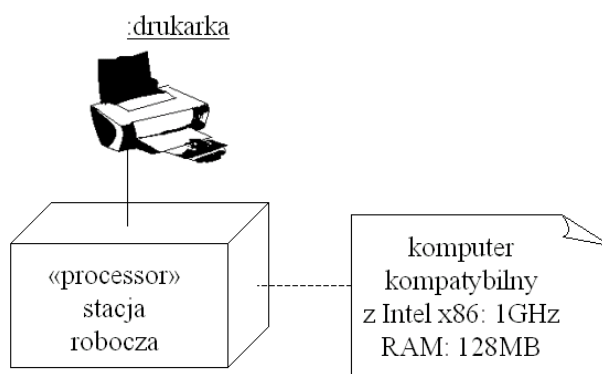 :drukarka
«processor»
stacja
robocza
komputer
kompatybilny
z Intel x86: 1GHz
RAM: 128MB